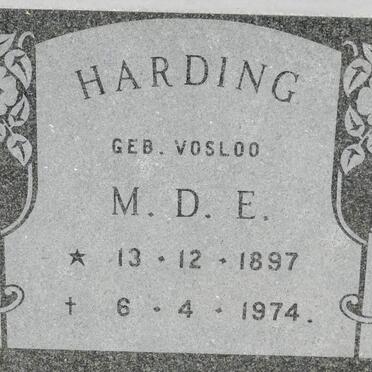 HARDING
GEB. VOSLOO
M. D. E.
★ 13 • 12 • 1897
† 6 • 4 • 1974.